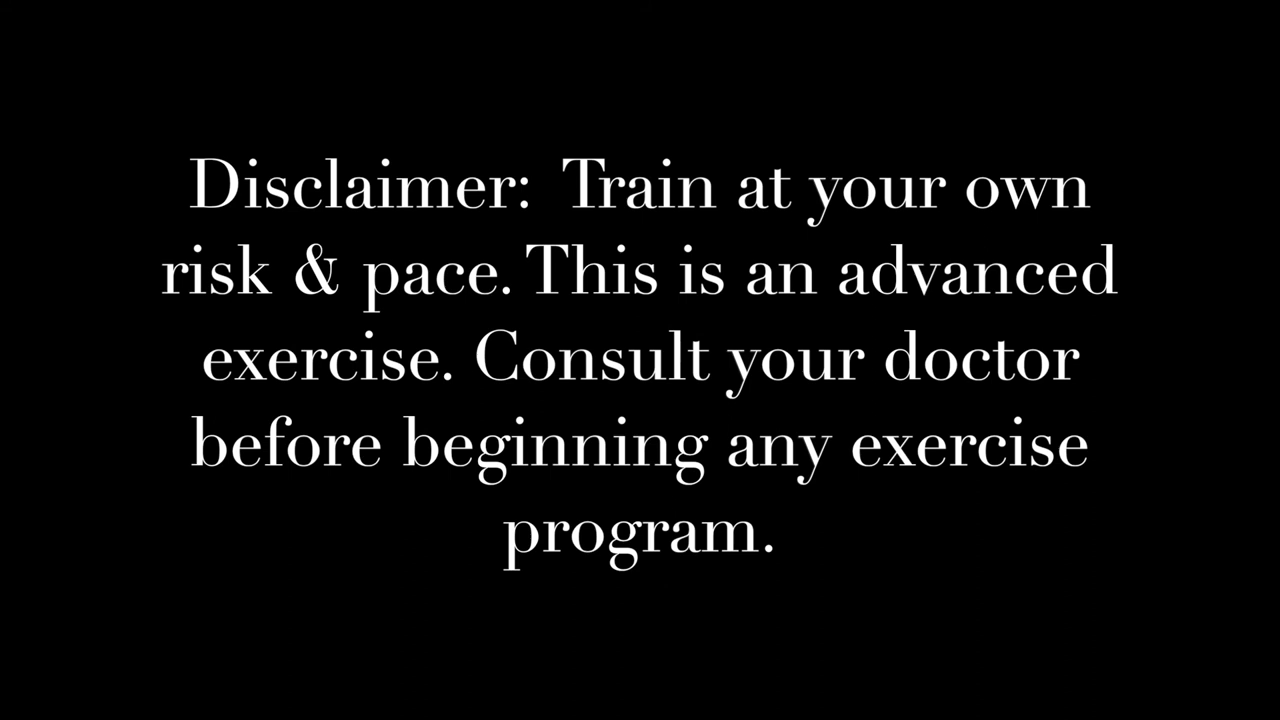 Disclaimer: Train at your own
risk & pace. This is an advanced
exercise. Consult your doctor
before beginning any exercise
program.